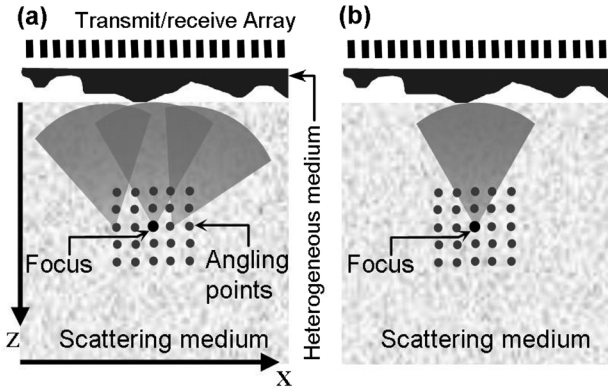 (a) Transmit/receive Array
(b)
Heterogeneous medium
Focus
Angling
points
Scattering medium
Z
X
Focus
Scattering medium